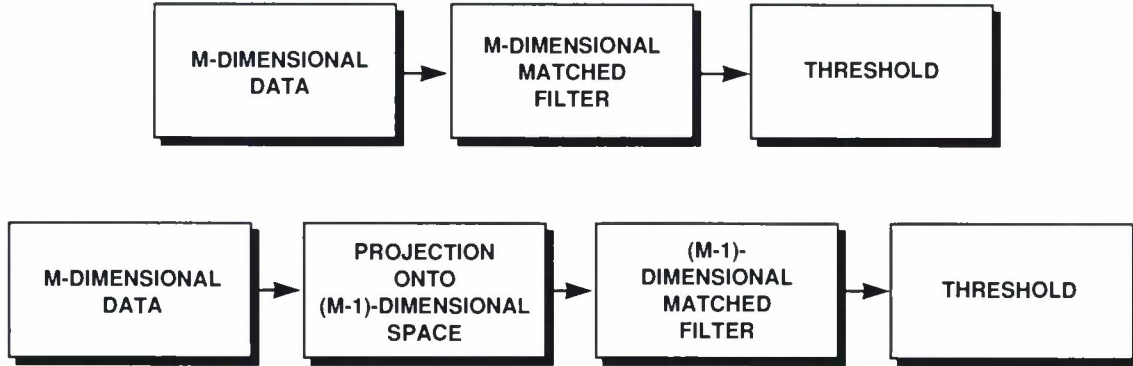 M-DIMENSIONAL
DATA
M-DIMENSIONAL
MATCHED
FILTER
THRESHOLD
M-DIMENSIONAL
DATA
PROJECTION
ONTO
(M-1)-DIMENSIONAL
SPACE
(M-1)-
DIMENSIONAL
MATCHED
FILTER
THRESHOLD